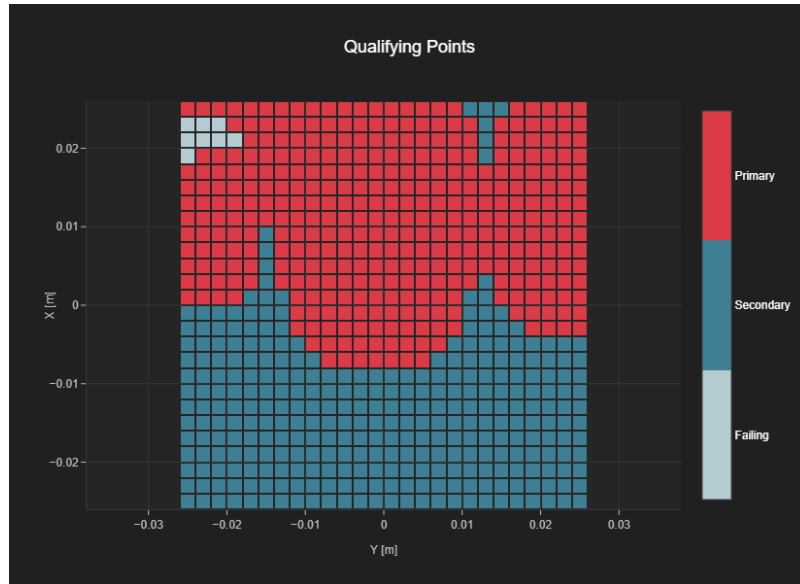 Qualifying Points
0.02
0.01
0
−0.01
−0.02
X [m]
−0.03
−0.02
−0.01
0
0.01
0.02
0.03
Y [m]
Primary
Secondary
Failing